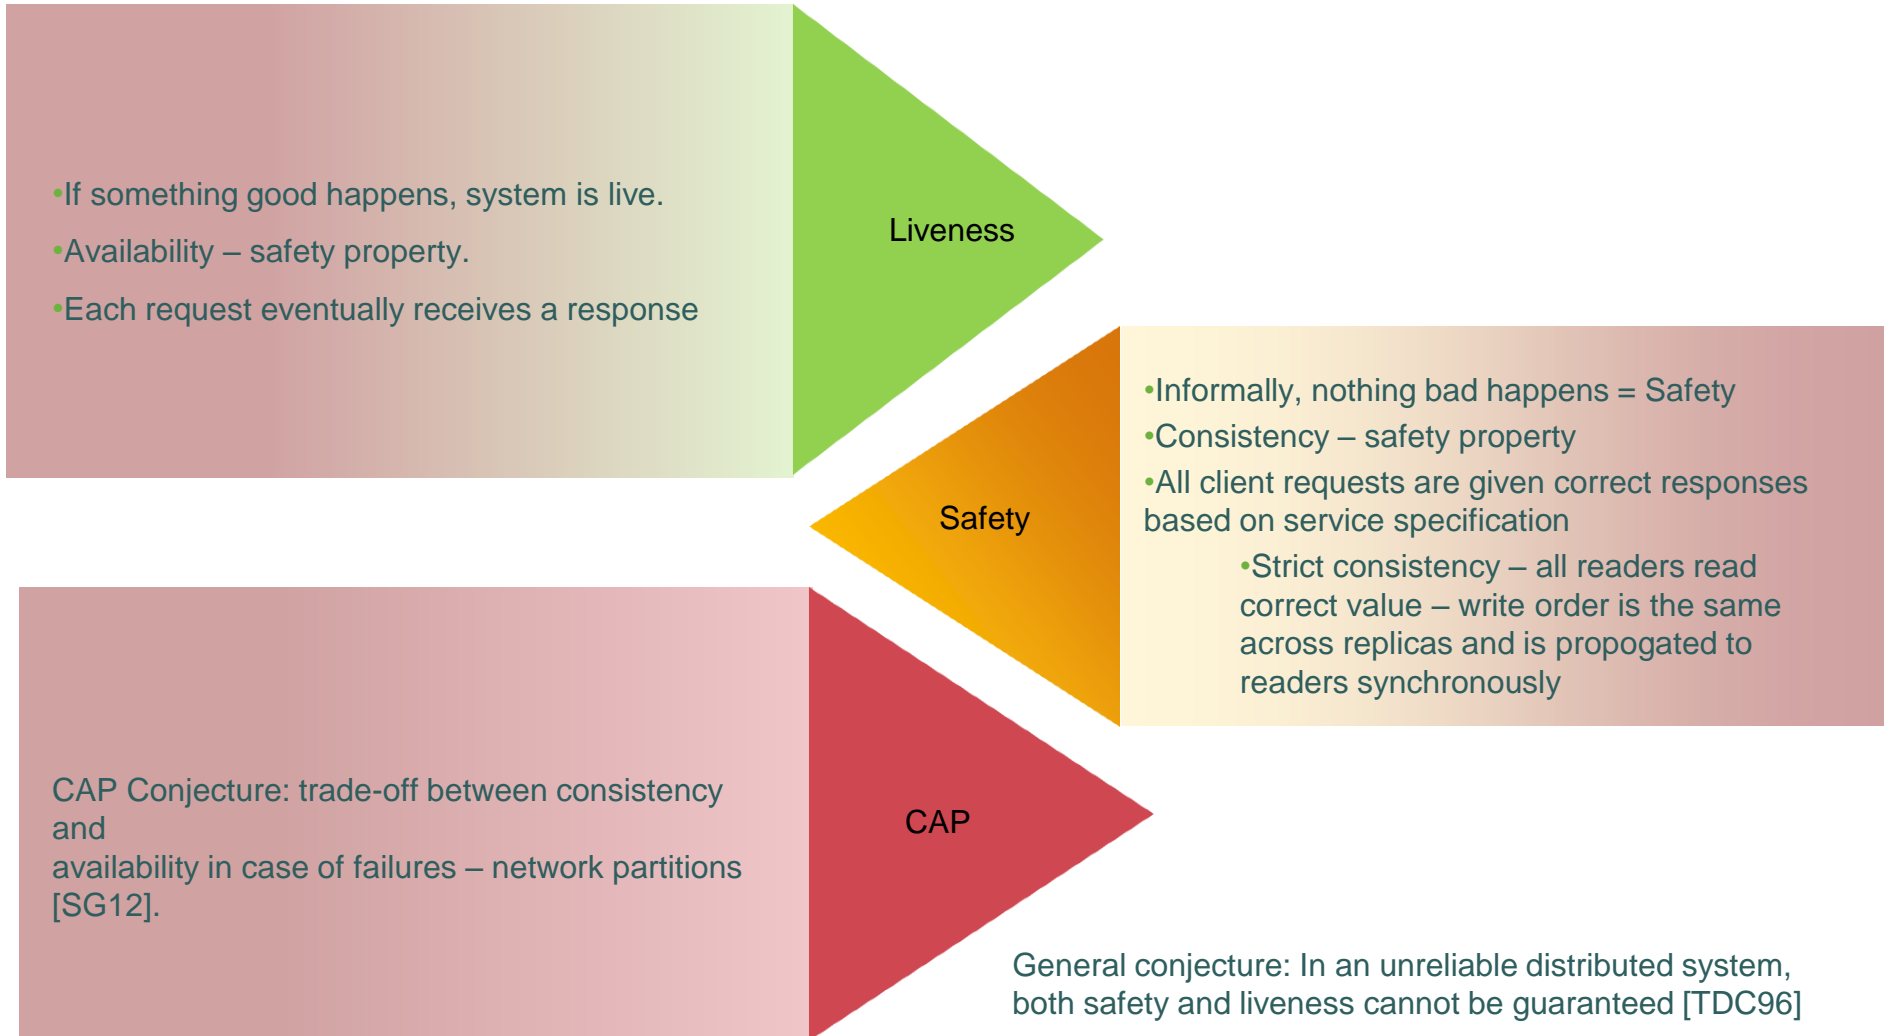 •If something good happens, system is live.
•Availability – safety property.
•Each request eventually receives a response
Liveness
•Informally, nothing bad happens = Safety
•Consistency – safety property
•All client requests are given correct responses
based on service specification
•Strict consistency – all readers read
correct value – write order is the same
across replicas and is propogated to
readers synchronously
Safety
CAP Conjecture: trade-off between consistency
and
availability in case of failures – network partitions
[SG12].
CAP
General conjecture: In an unreliable distributed system,
both safety and liveness cannot be guaranteed [TDC96]